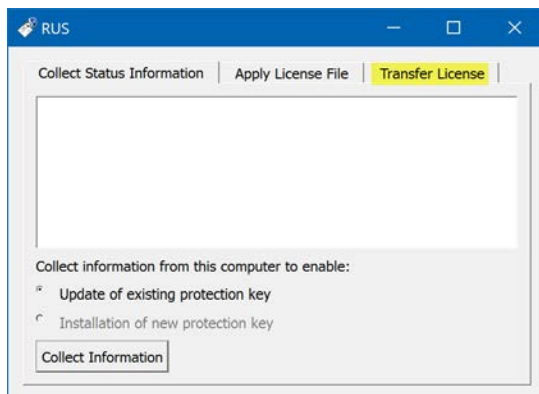 RUS
Collect Status Information Apply License File Transfer License
Collect information from this computer to enable:
Update of existing protection key
Installation of new protection key
Collect Information